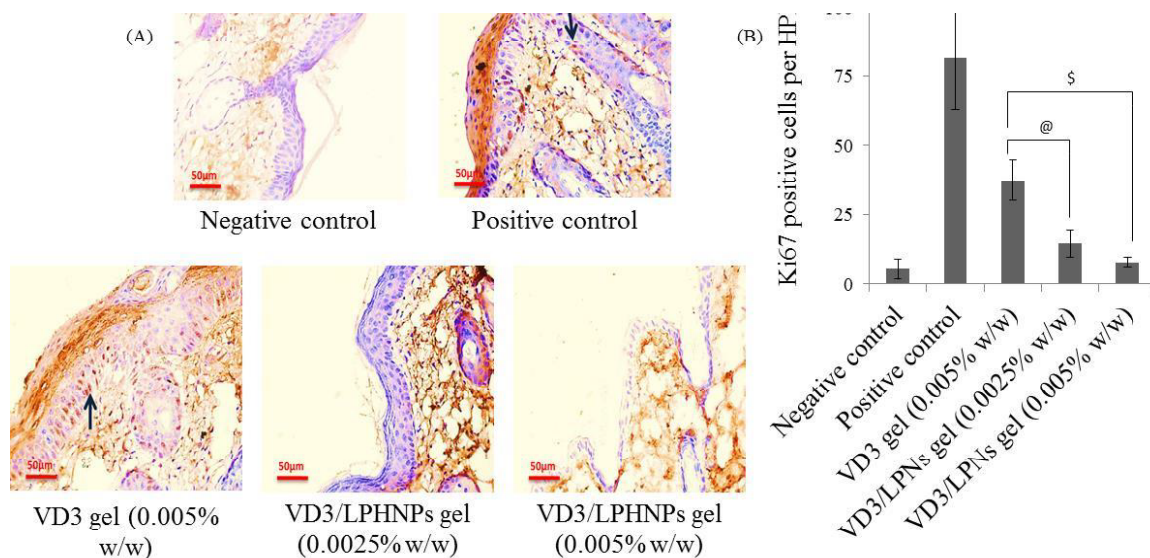 (A)
50μm
Negative control
50μm
Positive control
50μm
VD3 gel (0.005%
w/w)
50μm
VD3/LPHNPs gel
(0.0025% w/w)
50μm
VD3/LPHNPs gel
(0.005% w/w)
(B)
Ki67 positive cells per
75
50
25
0
$
@
Negative control
Positive control
VD3 gel (0.005% w/w)
VD3/LPNs gel (0.0025% w/w)
VD3/LPNs gel (0.005% w/w)